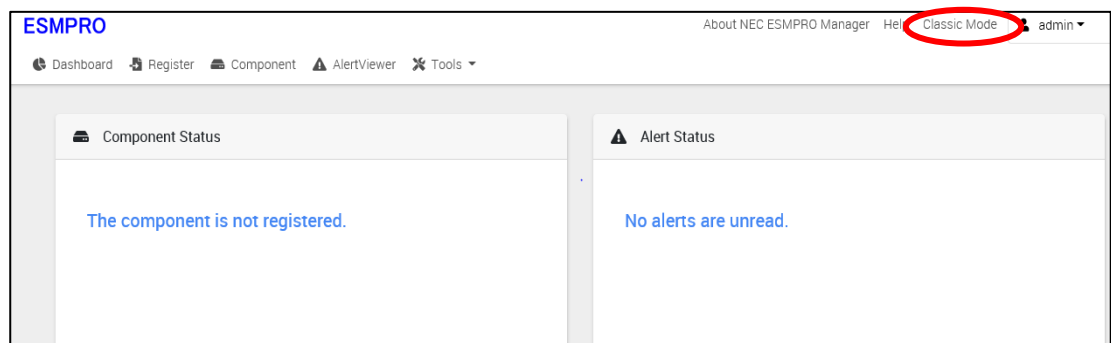 ESMPRO
About NEC ESMPRO Manager Help Classic Mode admin
Dashboard Register Component AlertViewer Tools
Component Status
Alert Status
The component is not registered.
No alerts are unread.